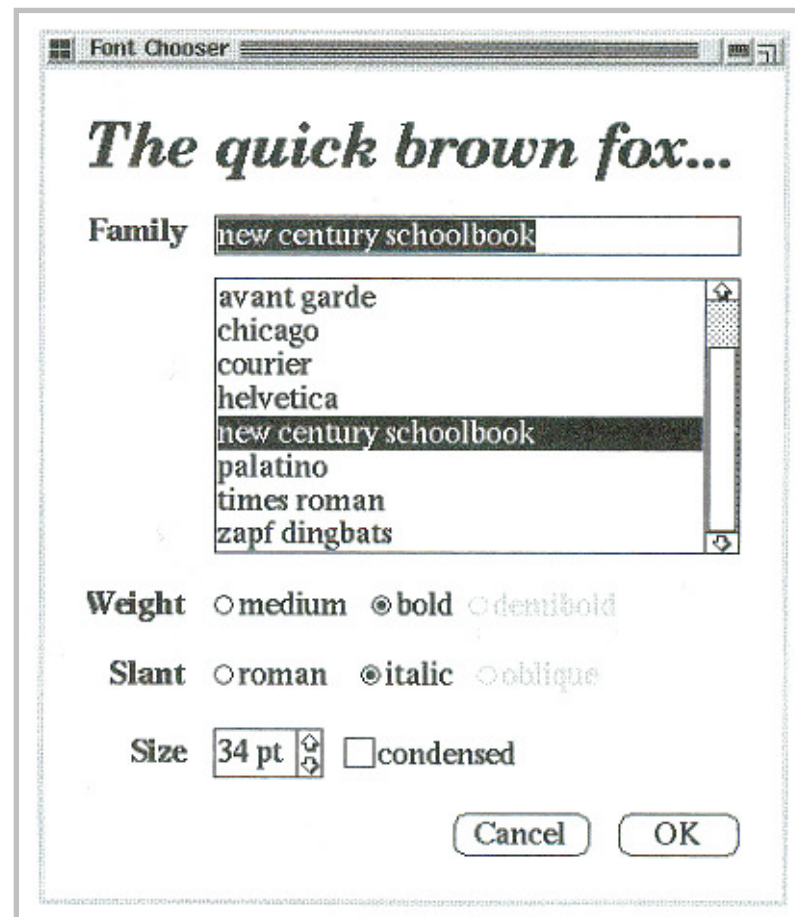 Font Chooser
The quick brown fox...
Family new century schoolbook
avant garde
chicago
courier
helvetica
new century schoolbook
palatino
times roman
zapf dingbats
Weight medium bold demibold
Slant roman italic oblique
Size 34 pt condensed
Cancel OK